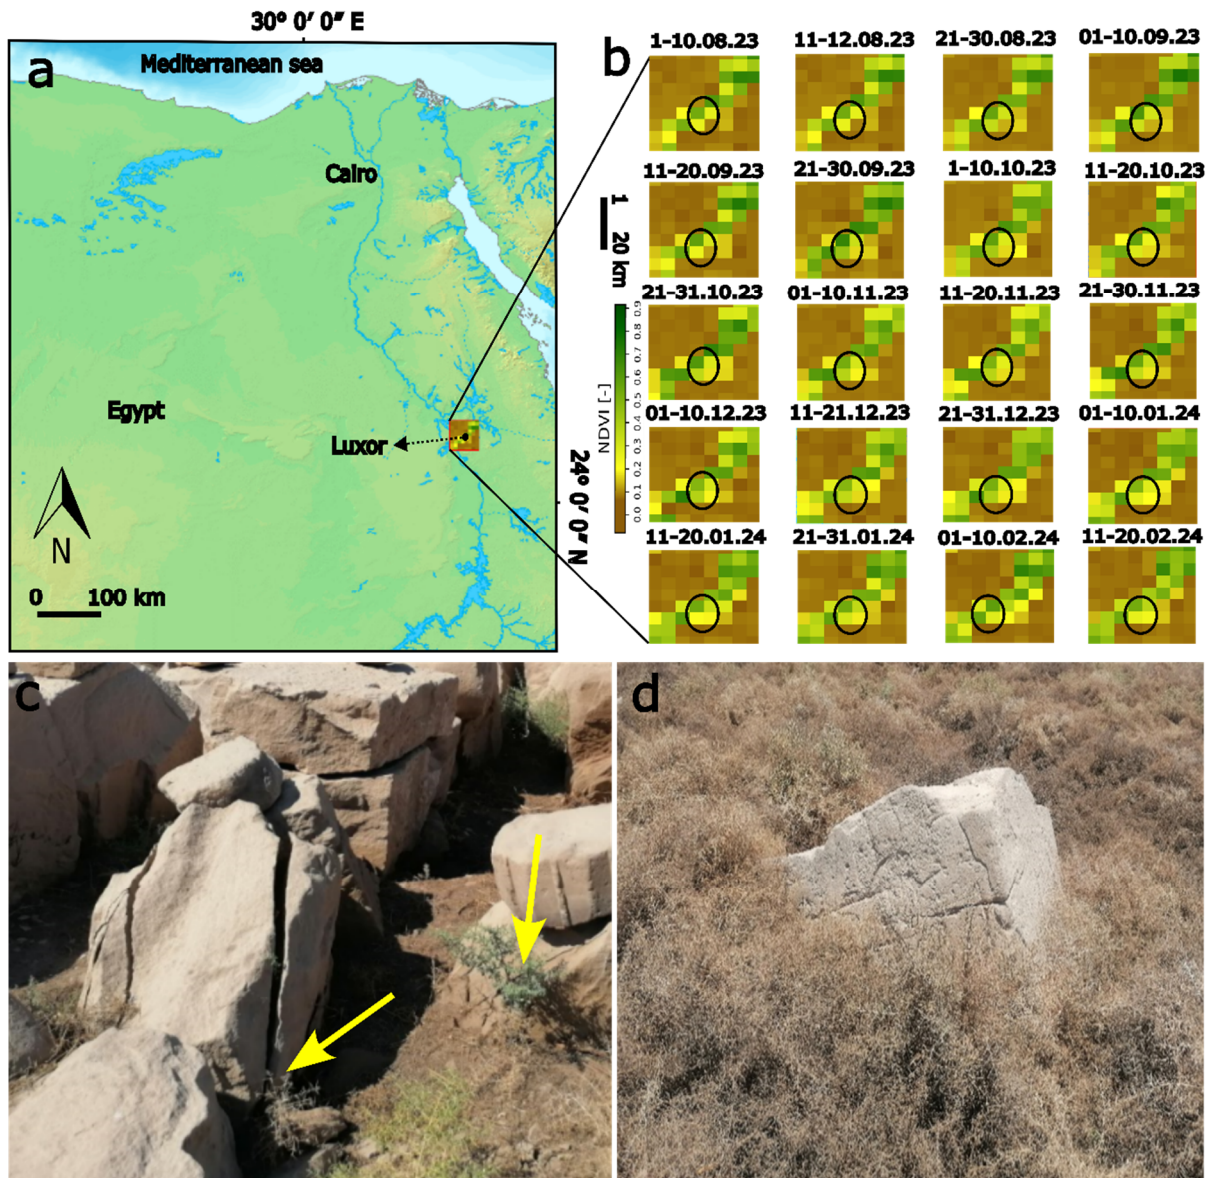 30° 0′ 0″ E
a
Mediterranean sea
Cairo
Egypt
Luxor
24° 0′ 0″ N
N
0 100 km
b
1-10.08.23 11-12.08.23 21-30.08.23 01-10.09.23
11-20.09.23 21-30.09.23 1-10.10.23 11-20.10.23
1
20 km
21-31.10.23 01-10.11.23 11-20.11.23 21-30.11.23
0.0 0.1 0.2 0.3 0.4 0.5 0.6 0.7 0.8 0.9
NDVI [-]
01-10.12.23 11-21.12.23 21-31.12.23 01-10.01.24
11-20.01.24 21-31.01.24 01-10.02.24 11-20.02.24
c
d